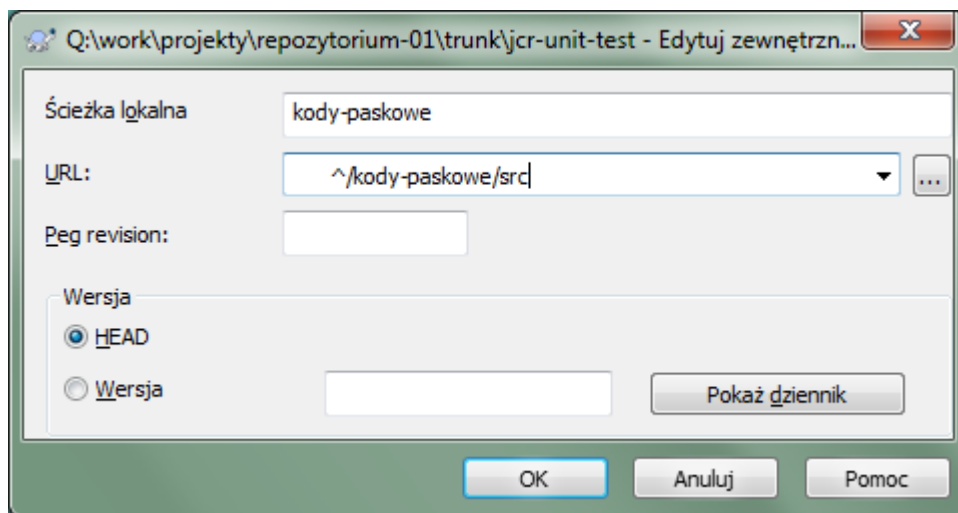 Q:\work\projekty\repozytorium-01\trunk\jcr-unit-test - Edytuj zewnętrzn...
Ścieżka lokalna kody-paskowe
URL: ^/kody-paskowe/src ...
Peg revision:
Wersja
HEAD
Wersja Pokaż dziennik
OK Anuluj Pomoc